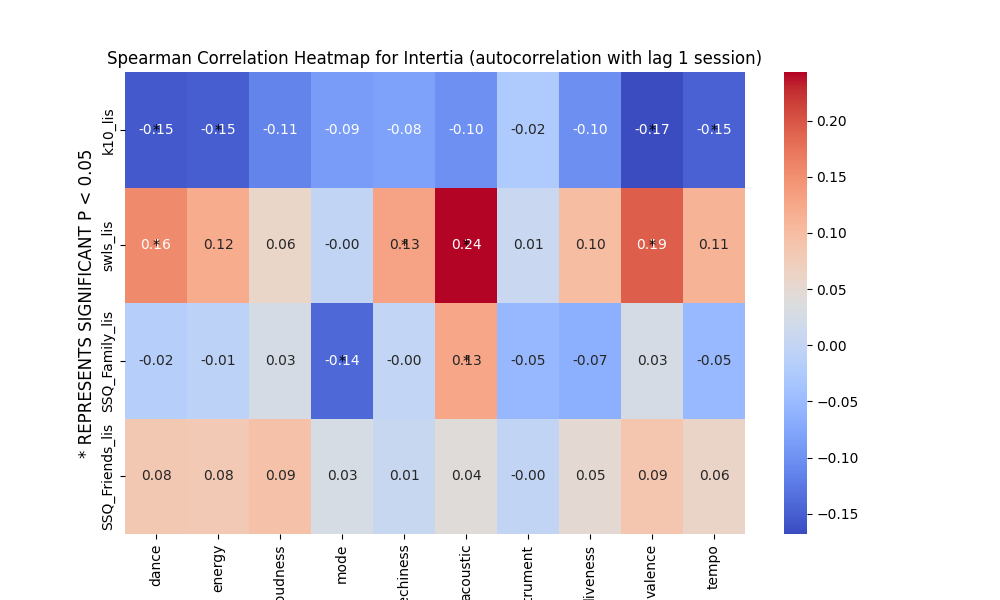 Spearman Correlation Heatmap for Intertia (autocorrelation with lag 1 session)
* REPRESENTS SIGNIFICANT P < 0.05
k10_lis
-0.15 * -0.15 * -0.11 -0.09 -0.08 -0.10 -0.02 -0.10 -0.17 * -0.15 *
swls_lis
0.16 * 0.12 0.06 -0.00 0.13 * 0.24 * 0.01 0.10 0.19 * 0.11
SSQ_Family_lis
-0.02 -0.01 0.03 -0.14 * -0.00 0.13 * -0.05 -0.07 0.03 -0.05
SSQ_Friends_lis
0.08 0.08 0.09 0.03 0.01 0.04 -0.00 0.05 0.09 0.06
dance energy oudness mode echiness acoustic trument liveness valence tempo
0.20
0.15
0.10
0.05
0.00
−0.05
−0.10
−0.15